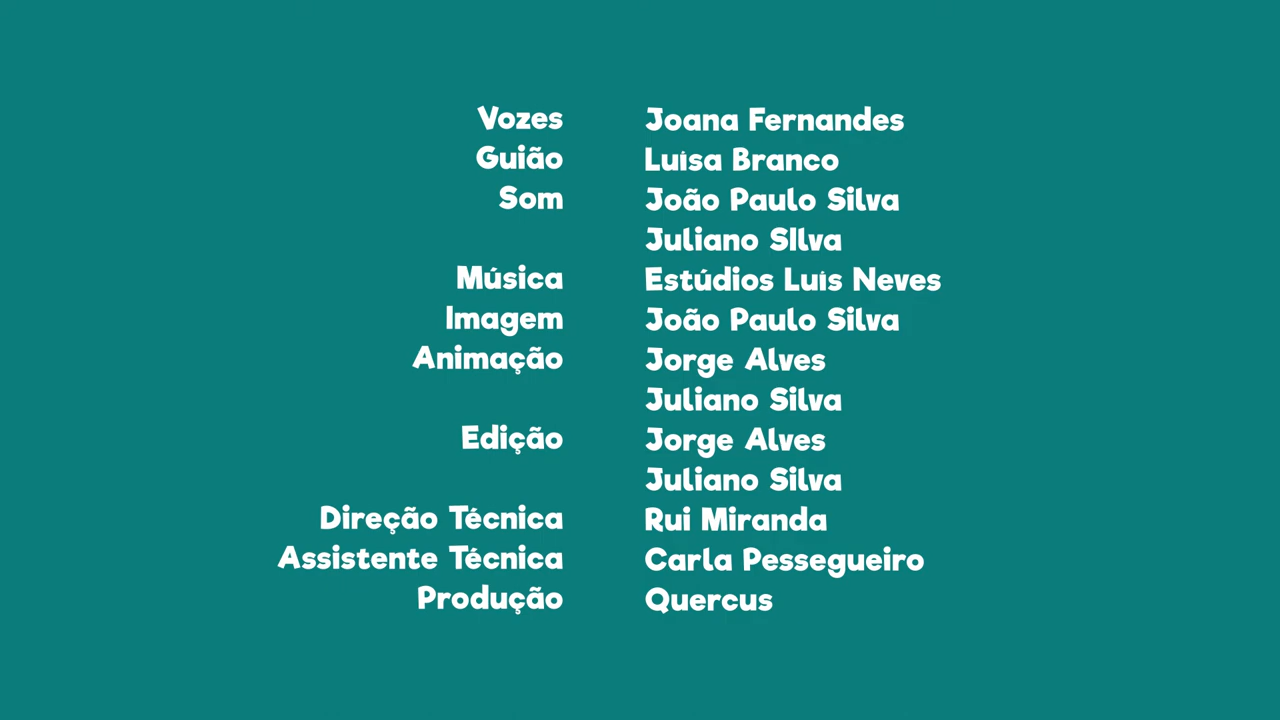 Vozes Joana Fernandes
Guião Luísa Branco
Som João Paulo Silva
Juliano SIlva
Música Estúdios Luís Neves
Imagem João Paulo Silva
Animação Jorge Alves
Juliano Silva
Edição Jorge Alves
Juliano Silva
Direção Técnica Rui Miranda
Assistente Técnica Carla Pessegueiro
Produção Quercus